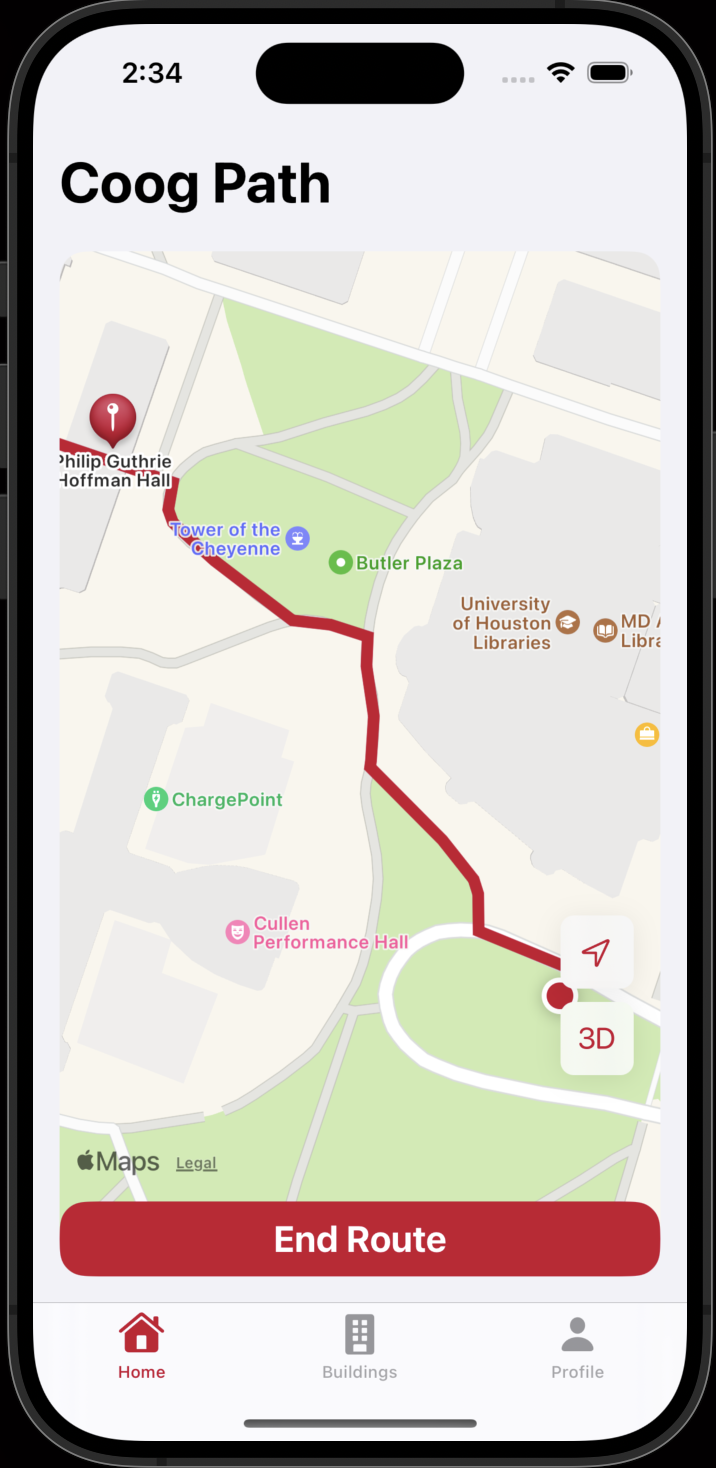 2:34
Coog Path
Philip Guthrie
Hoffman Hall
Tower of the
Cheyenne
Butler Plaza
University
of Houston
Libraries
MD
Libra
ChargePoint
Cullen
Performance Hall
3D
Maps
Legal
End Route
Home
Buildings
Profile